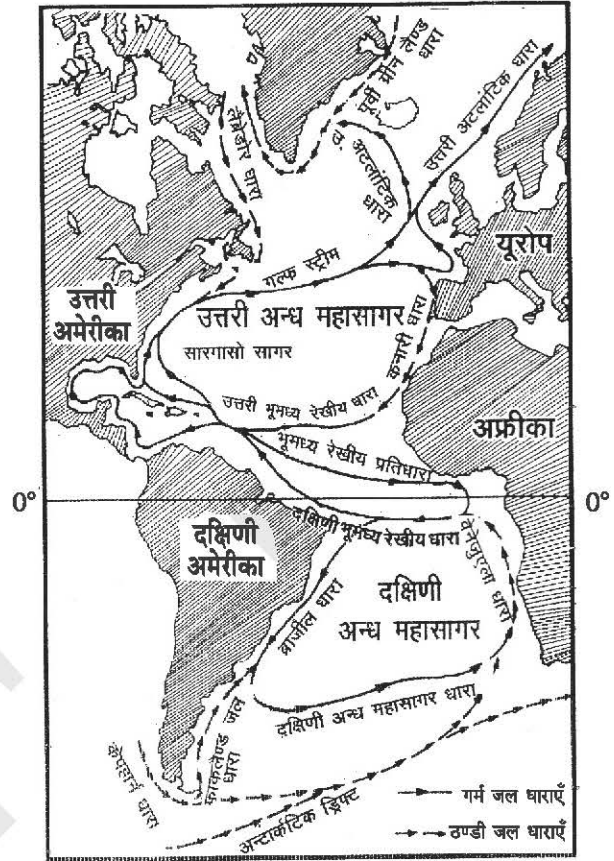 पूर्वी ग्रीन लैण्ड
धारा
लैब्रेडोर धारा
उत्तरी अटलांटिक धारा
अटलांटिक
धारा
यूरोप
गल्फ स्ट्रीम
उत्तरी
अमेरीका
उत्तरी अन्ध महासागर
सारगासो सागर
कनारी धारा
उत्तरी भूमध्य रेखीय धारा
अफ्रीका
भूमध्य रेखीय प्रतिधारा
0°
0°
दक्षिणी भूमध्य रेखीय धारा
दक्षिणी
अमेरीका
वेनेजुएला धारा
ब्राजील धारा
दक्षिणी
अन्ध महासागर
दक्षिणी अन्ध महासागर धारा
फाकलैण्ड जल
धारा
केपहार्न धारा
अन्टार्कटिक ड्रिफ्ट
गर्म जल धाराएँ
ठण्डी जल धाराएँ